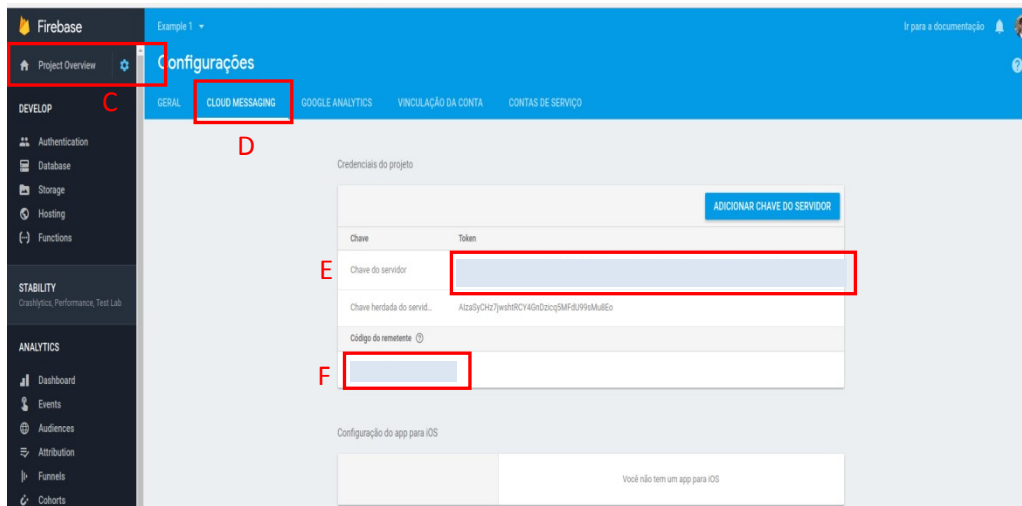 Firebase
Example 1
Ir para a documentação
Project Overview
Configurações
C
DEVELOP
GERAL
CLOUD MESSAGING
GOOGLE ANALYTICS
VINCULAÇÃO DA CONTA
CONTAS DE SERVIÇO
D
Authentication
Database
Storage
Hosting
Functions
Credenciais do projeto
ADICIONAR CHAVE DO SERVIDOR
Chave
Token
E
Chave do servidor
STABILITY
Crashlytics, Performance, Test Lab
Chave herdada do servid...
AIzaSyCHz7jwshtRCY4GnDzicq5MFdU99sMu8Eo
Código do remetente
F
ANALYTICS
Dashboard
Events
Audiences
Attribution
Funnels
Cohorts
Configuração do app para iOS
Você não tem um app para iOS